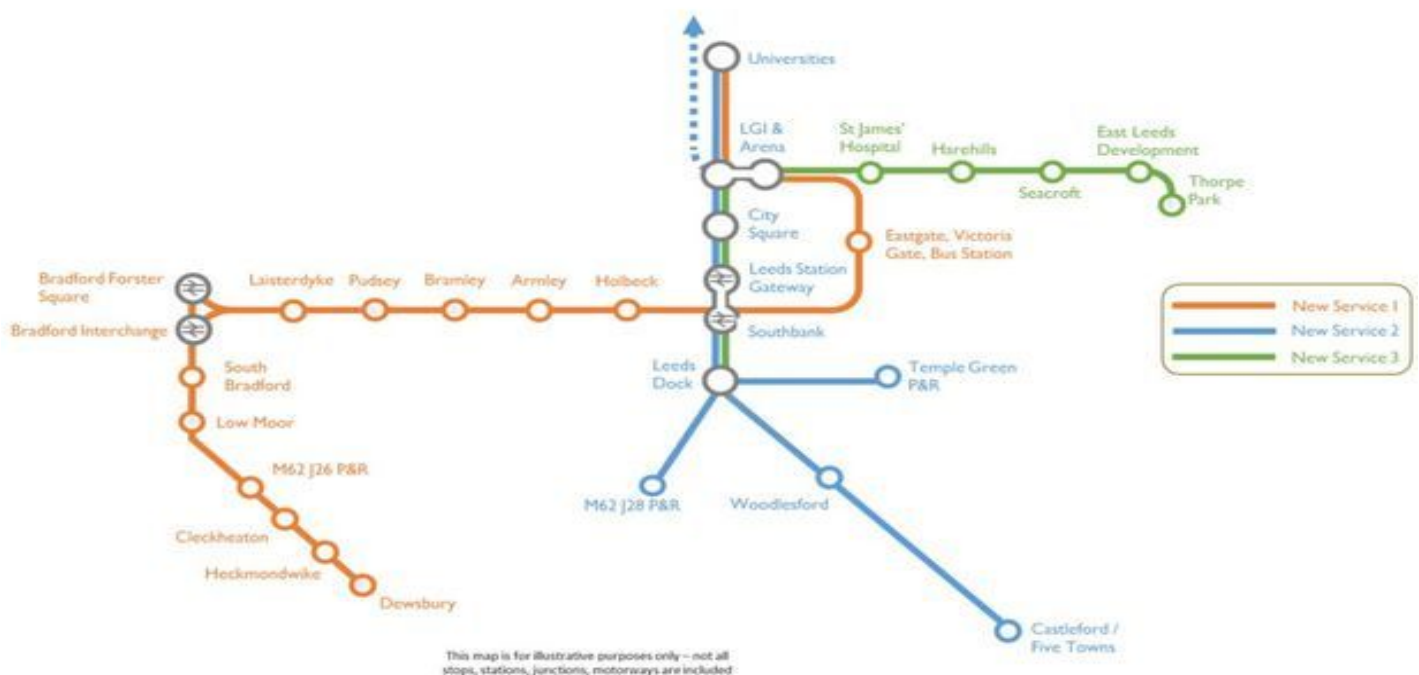 Universities
LGI &
Arena
St James'
Hospital
Harehills
Seacroft
East Leeds
Development
Thorpe
Park
City
Square
Eastgate, Victoria
Gate, Bus Station
Leeds Station
Gateway
Southbank
Bradford Forster
Square
Bradford Interchange
Laisterdyke
Pudsey
Bramley
Armley
Holbeck
New Service 1
New Service 2
New Service 3
South
Bradford
Low Moor
M62 J26 P&R
Cleckheaton
Heckmondwike
Dewsbury
Leeds
Dock
Temple Green
P&R
M62 J28 P&R
Woodlesford
Castleford /
Five Towns
This map is for illustrative purposes only – not all
stops, stations, junctions, motorways are included